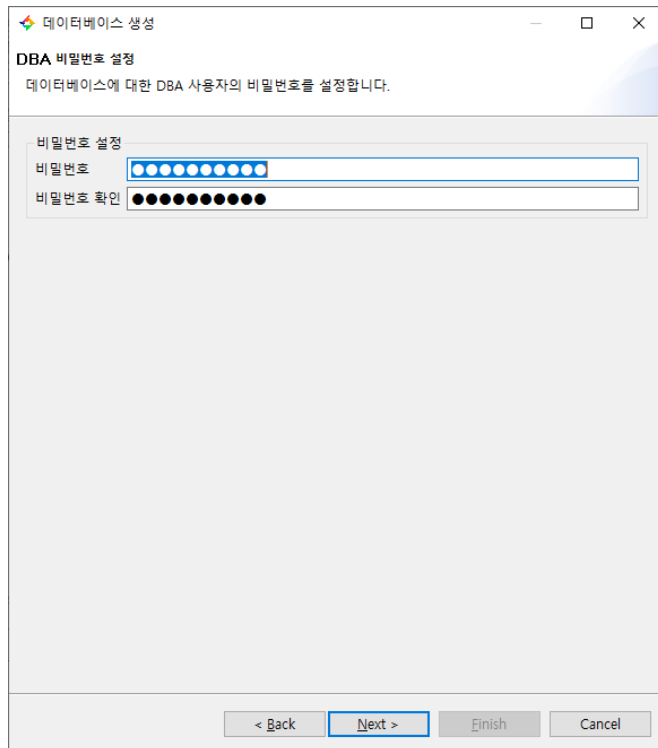 데이터베이스 생성
DBA 비밀번호 설정
데이터베이스에 대한 DBA 사용자의 비밀번호를 설정합니다.
비밀번호 설정
비밀번호 ●●●●●●●●●●
비밀번호 확인 ●●●●●●●●●●
< Back Next > Finish Cancel